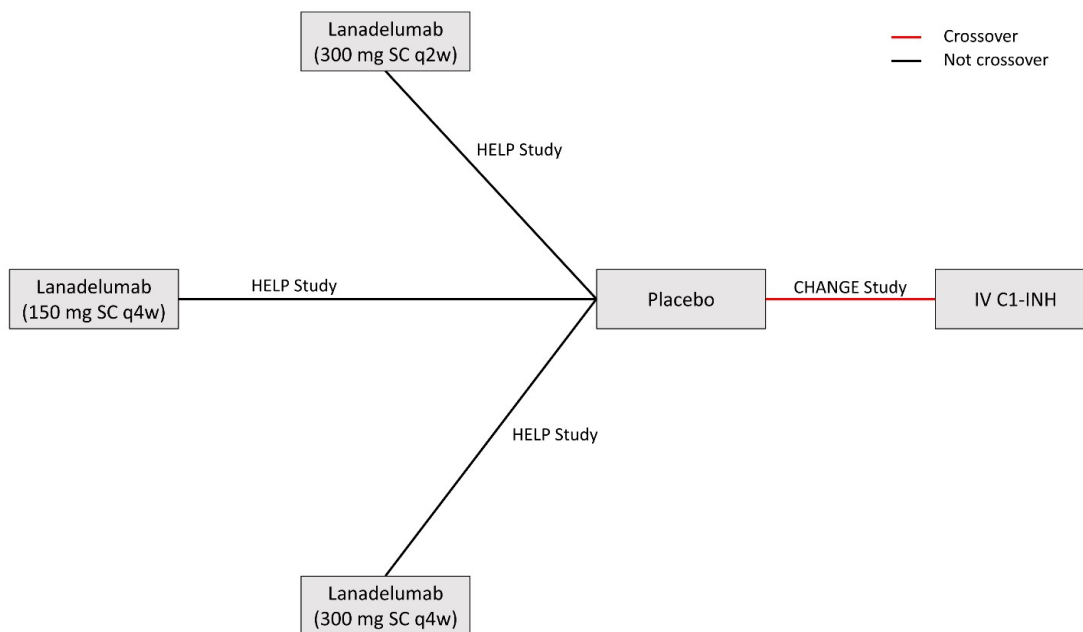 Lanadelumab
(300 mg SC q2w)
Crossover
Not crossover
HELP Study
Lanadelumab
(150 mg SC q4w)
HELP Study
Placebo
CHANGE Study
IV C1-INH
HELP Study
Lanadelumab
(300 mg SC q4w)